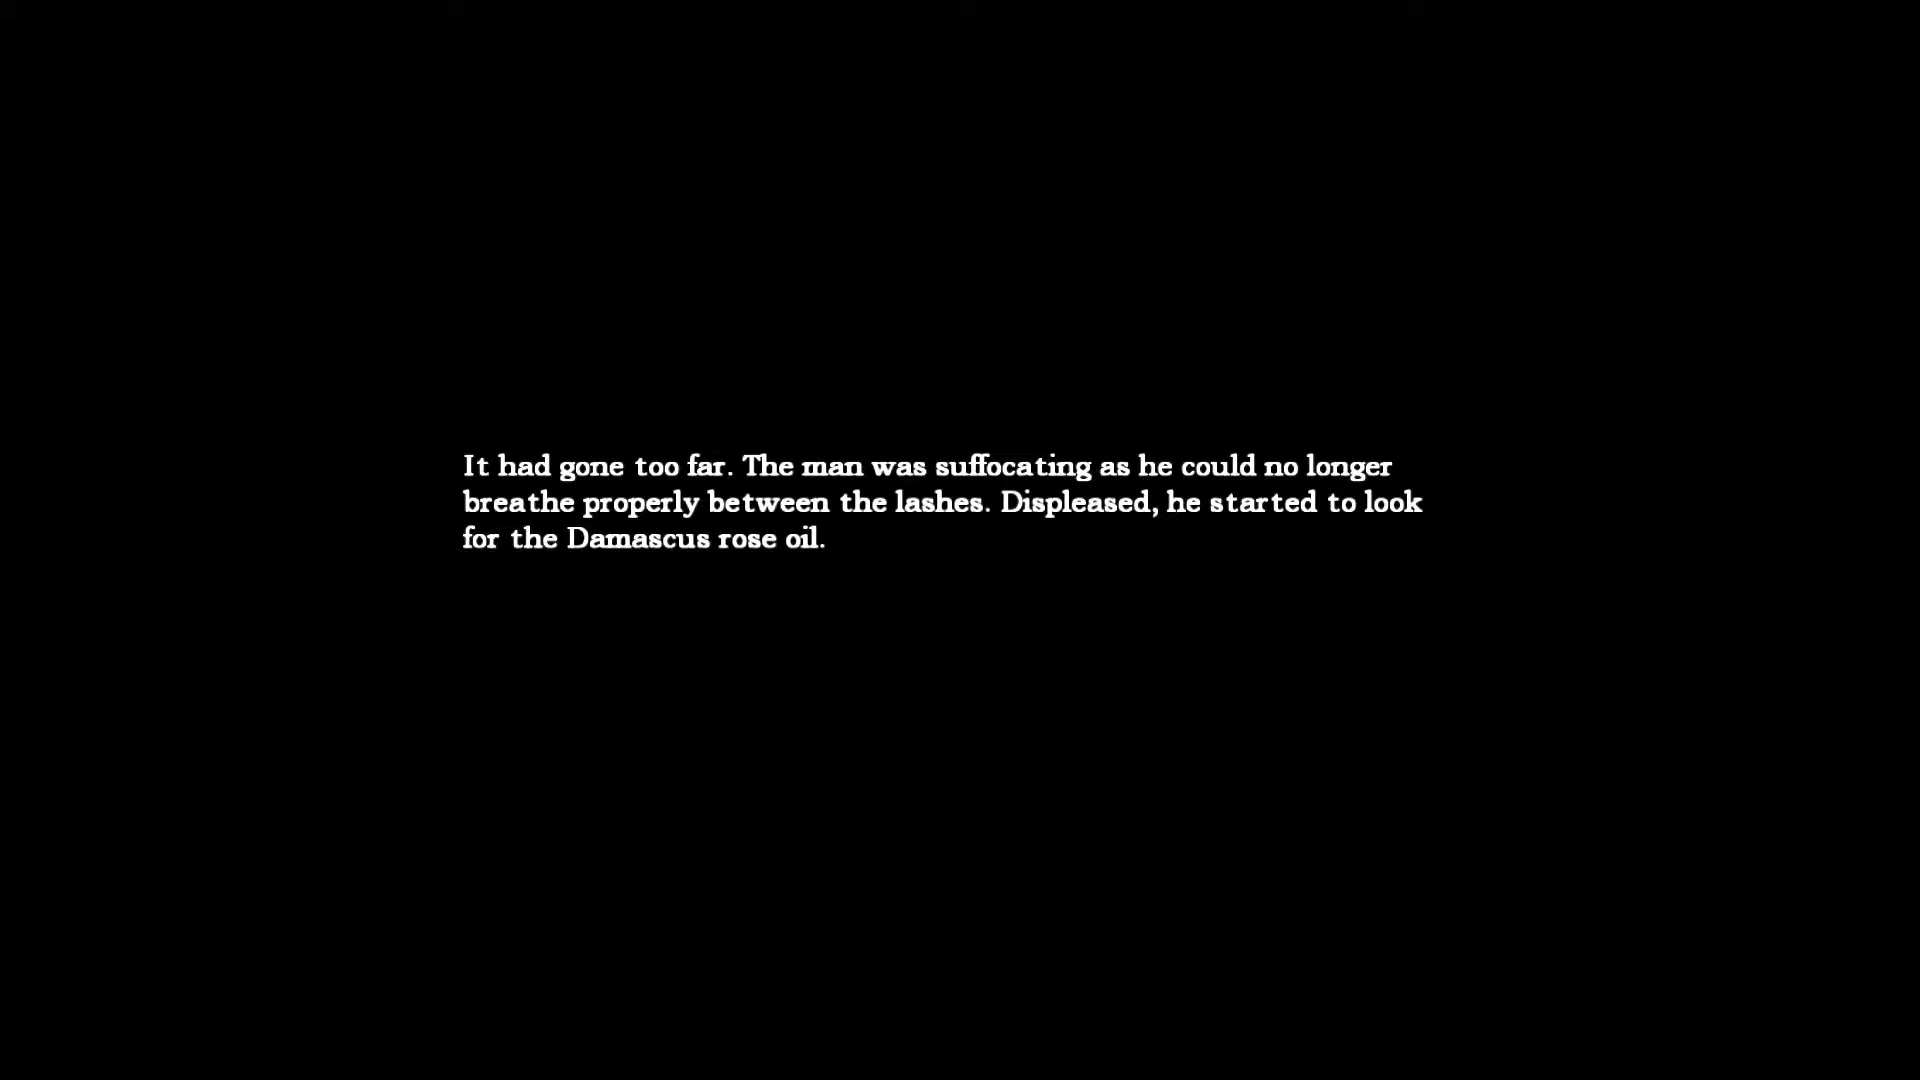 It had gone too far. The man was suffocating as he could no longer
breathe properly between the lashes. Displeased, he started to look
for the Damascus rose oil.